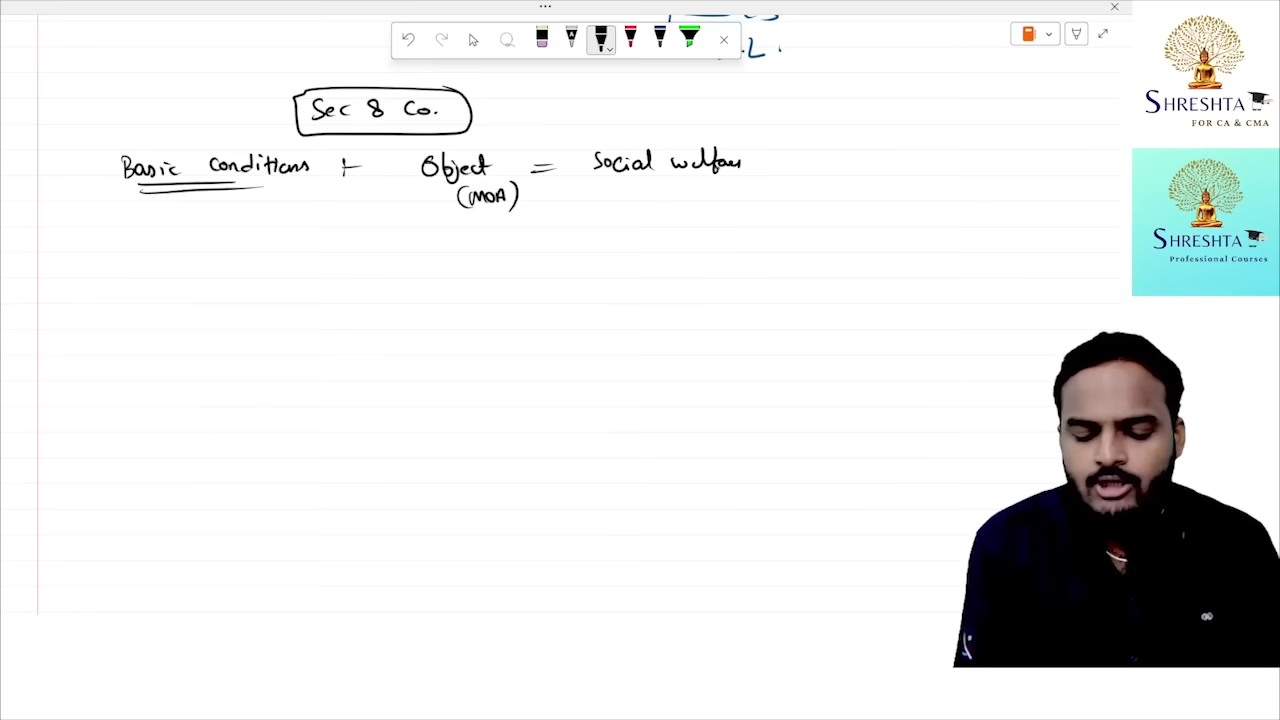 Sec 8 Co.
Basic Conditions :- Object = Social welfare
(MOA)
SHRESHTA
FOR CA & CMA
SHRESHTA
Professional Courses